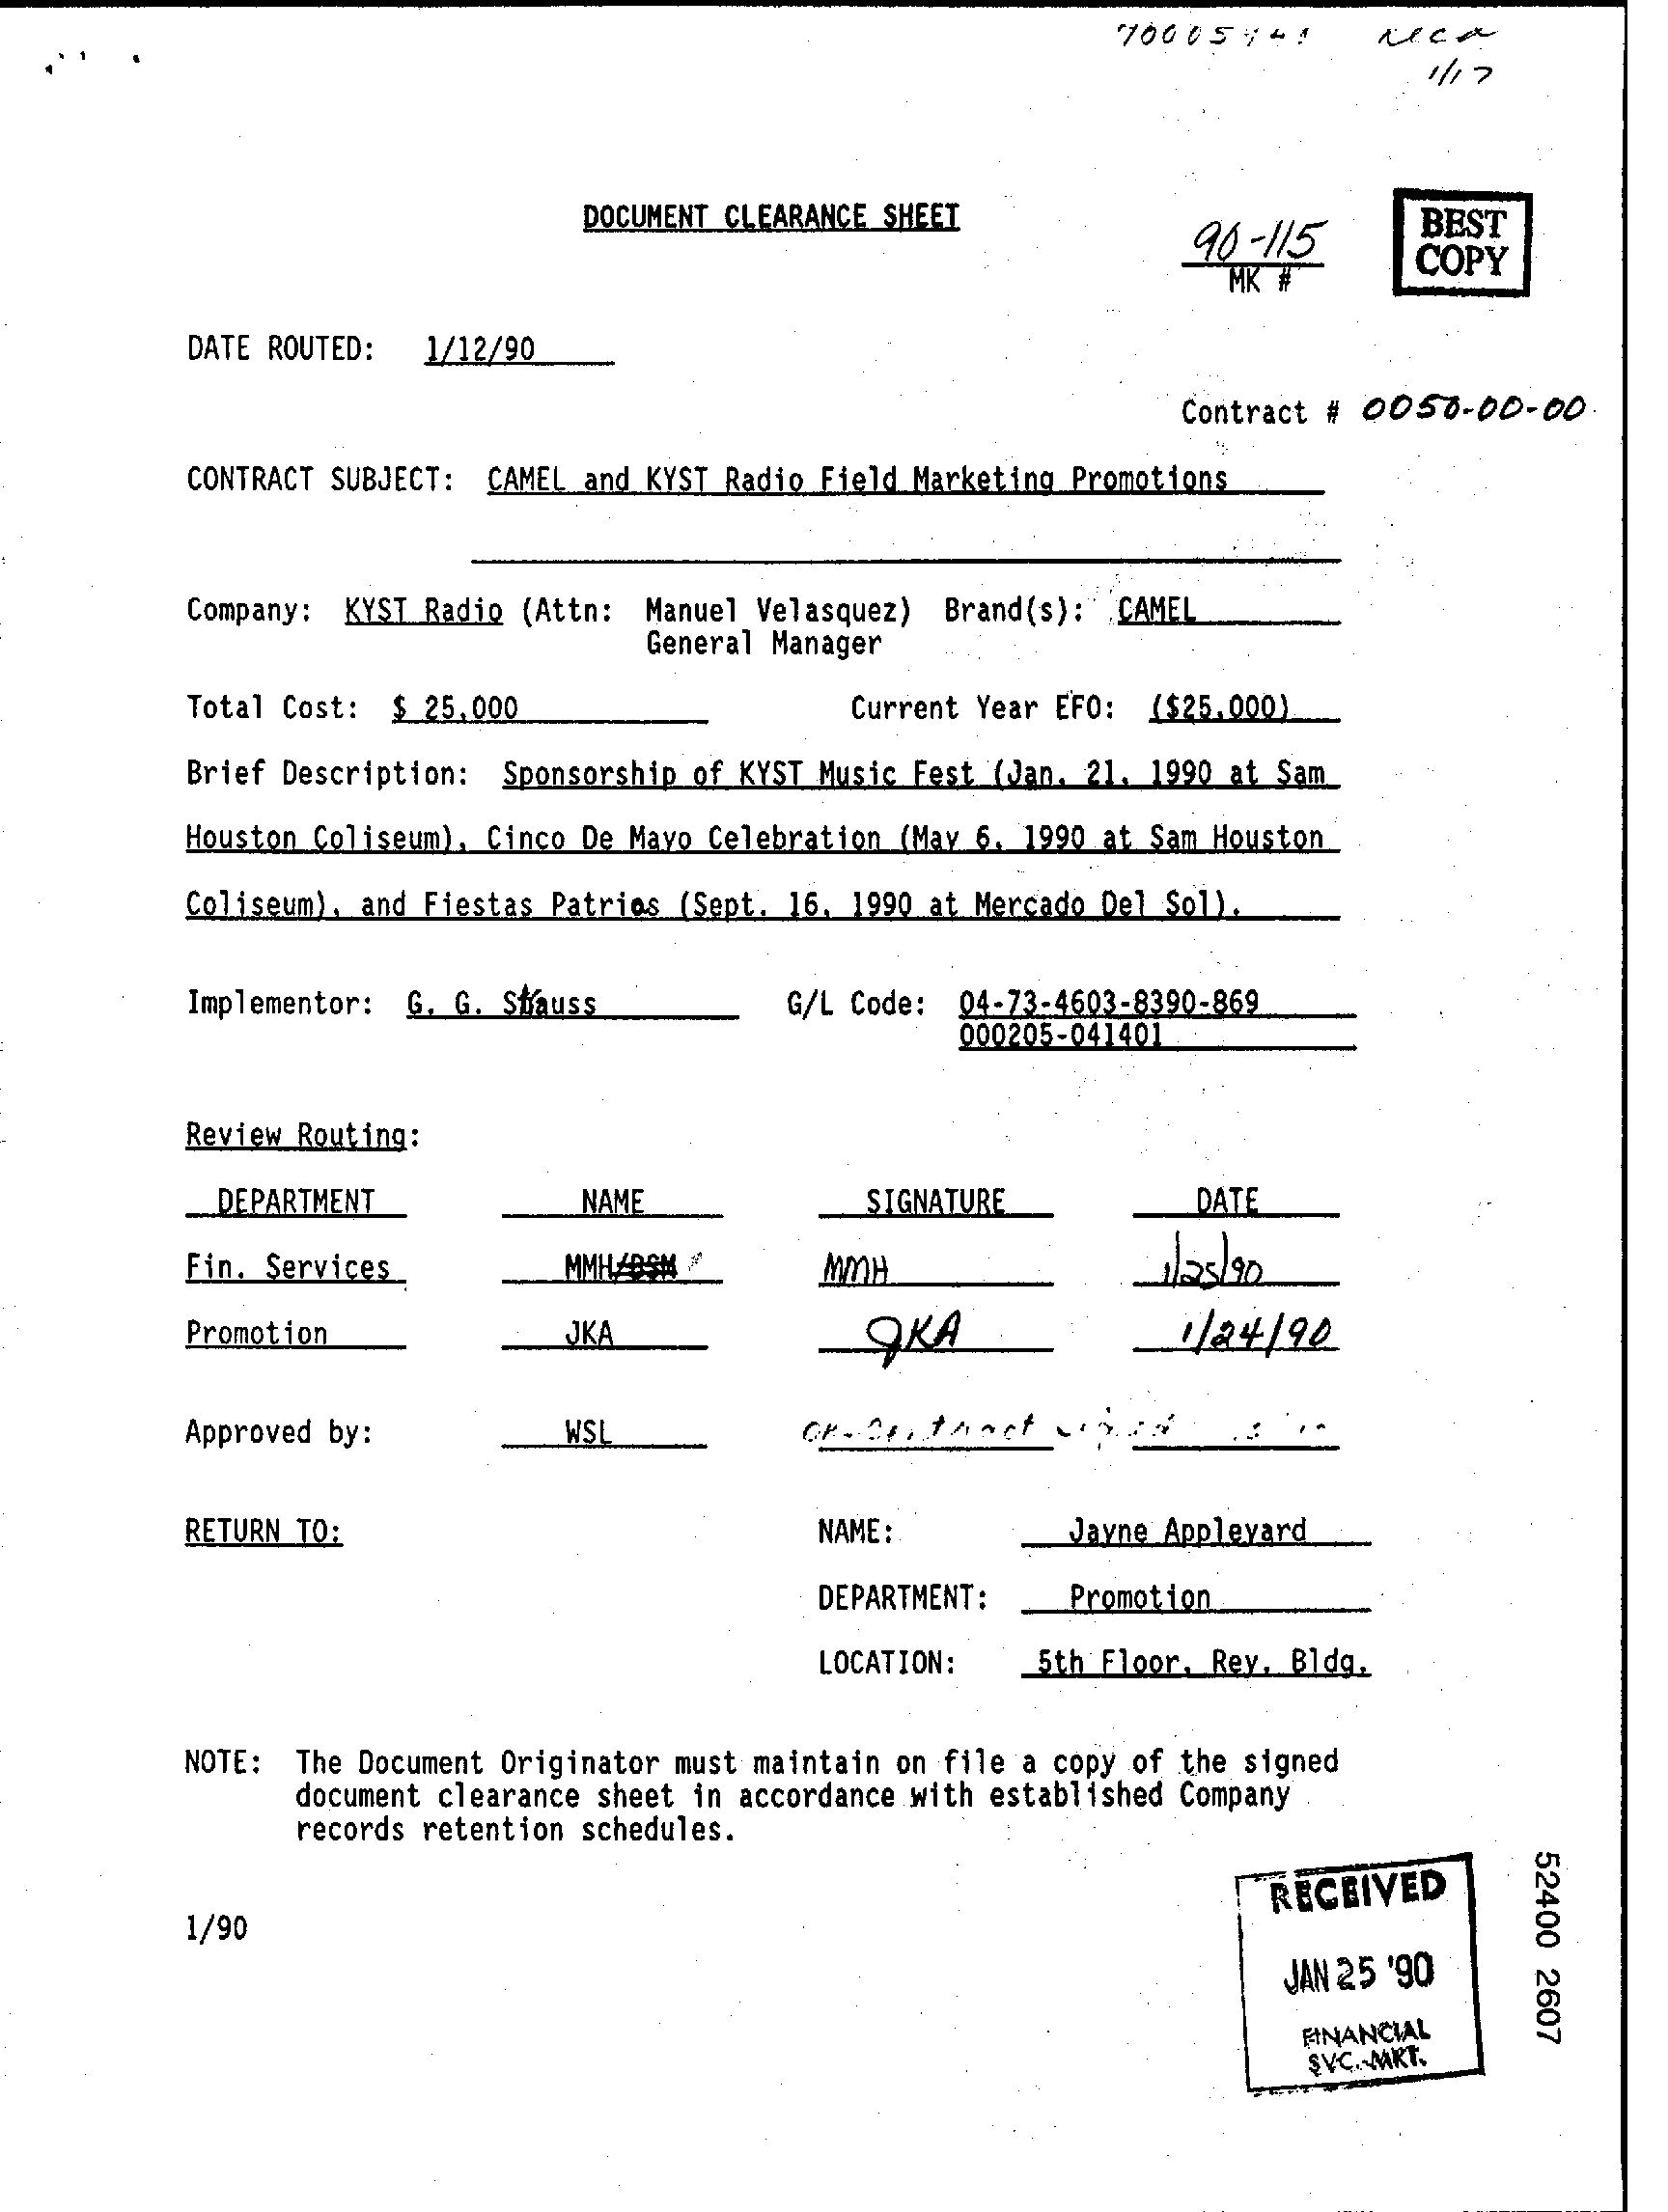 recd
1/17
DOCUMENT CLEARANCE SHEET
90-115
MK #
BEST
COPY
DATE ROUTED: 1/12/90
Contract # 0050-00-00
CONTRACT SUBJECT: CAMEL and KYST Radio Field Marketing Promotions
Company: KYST Radio (Attn: Manuel Velasquez) Brand(s): CAMEL
General Manager
Total Cost: $ 25,000 Current Year EFO: ($25,000)
Brief Description: Sponsorship of KYST Music Fest (Jan. 21, 1990 at Sam
Houston Coliseum), Cinco De Mayo Celebration (May 6, 1990 at Sam Houston
Coliseum), and Fiestas Patrias (Sept. 16, 1990 at Mercado Del Sol).
Implementor: G. G. Stauss G/L Code: 04-73-4603-8390-869
000205-041401
Review Routing:
DEPARTMENT NAME SIGNATURE DATE
Fin. Services MMH/BSM MMH 1/25/90
Promotion JKA JKA 1/24/90
Approved by: WSL
RETURN TO: NAME: Jayne Appleyard
DEPARTMENT: Promotion
LOCATION: 5th Floor, Rey. Bldg.
NOTE: The Document Originator must maintain on file a copy of the signed
document clearance sheet in accordance with established Company
records retention schedules.
1/90
RECEIVED
JAN 25 '90
FINANCIAL
SVC.-MKT.
52400 2607